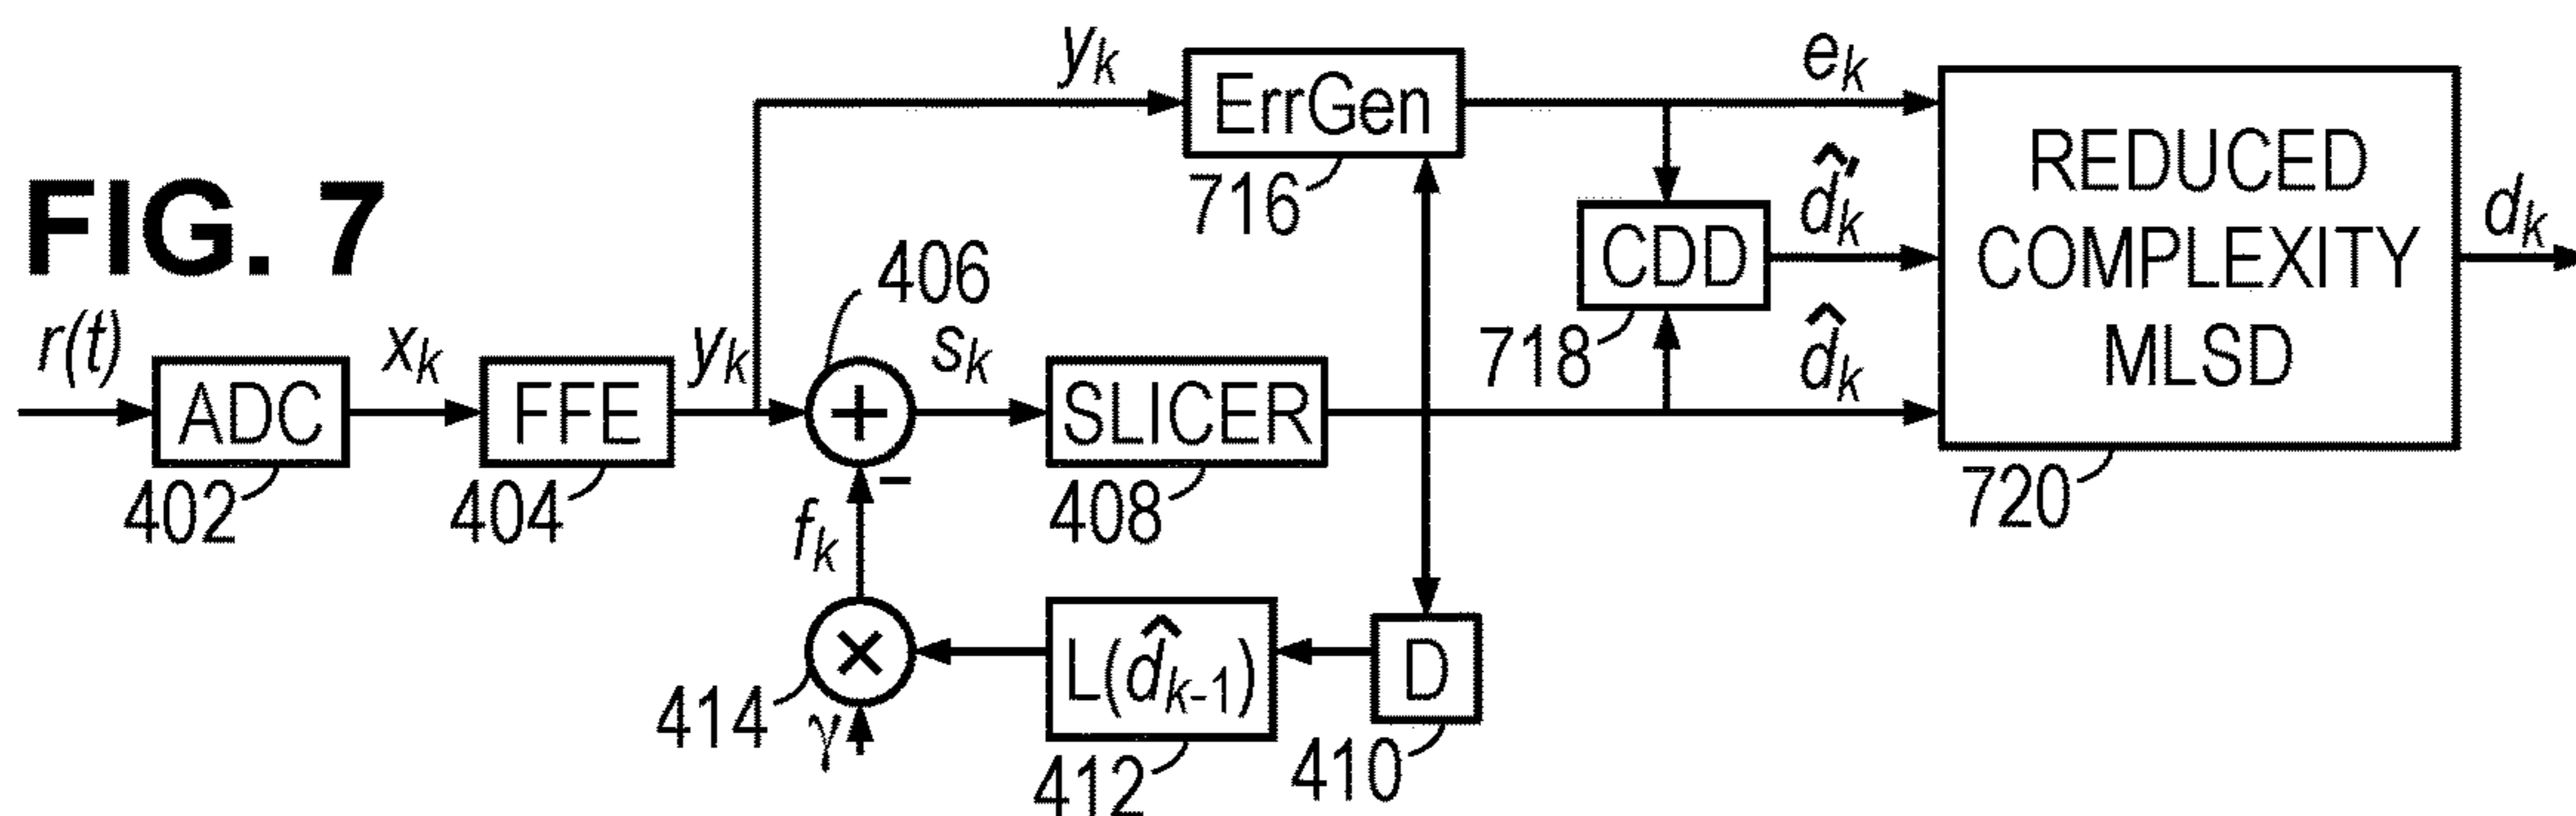 FIG. 7
r(t)
ADC
402
x_k
FFE
404
y_k
y_k
406
+
-
s_k
SLICER
408
ErrGen
716
e_k
CDD
718
d̂'_k
d̂_k
REDUCED
COMPLEXITY
MLSD
720
d_k
f_k
×
414
γ
L(d̂_{k-1})
412
D
410